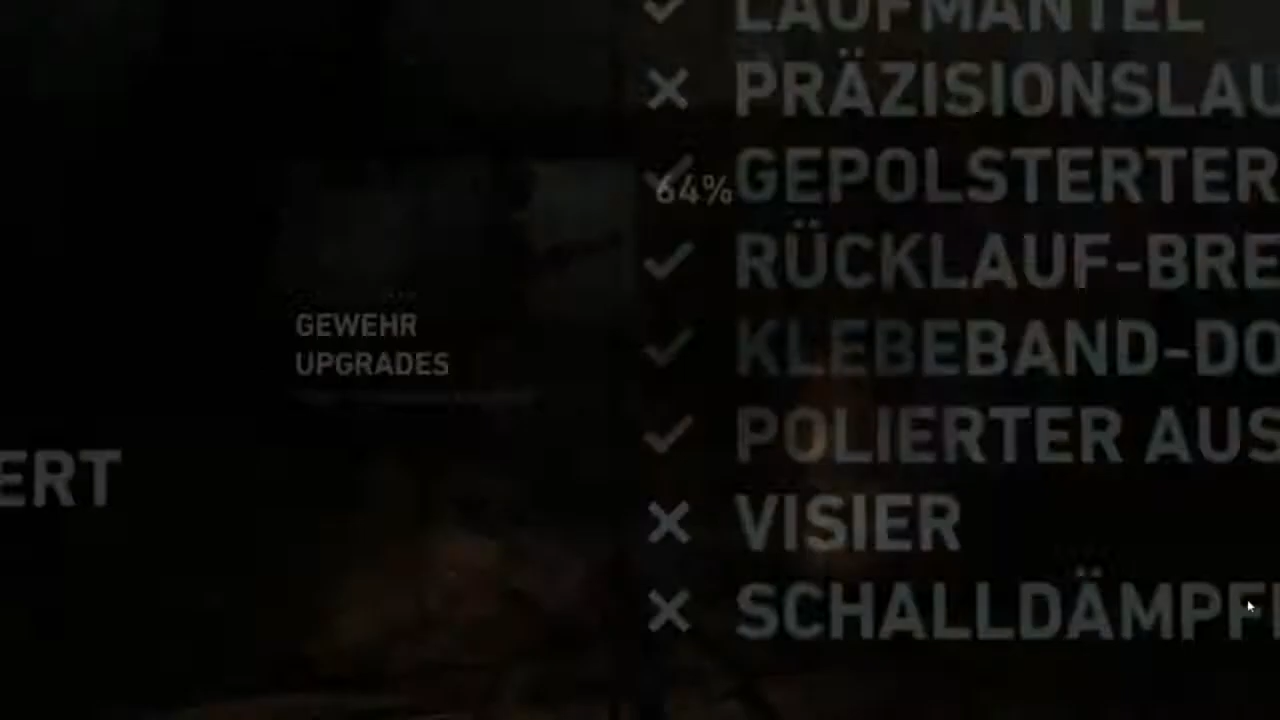 LAUFMANTEL
PRÄZISIONSLAU
64%
GEPOLSTERTER
RÜCKLAUF-BRE
GEWEHR
UPGRADES
KLEBEBAND-DO
POLIERTER AUS
ERT
VISIER
SCHALLDÄMPF